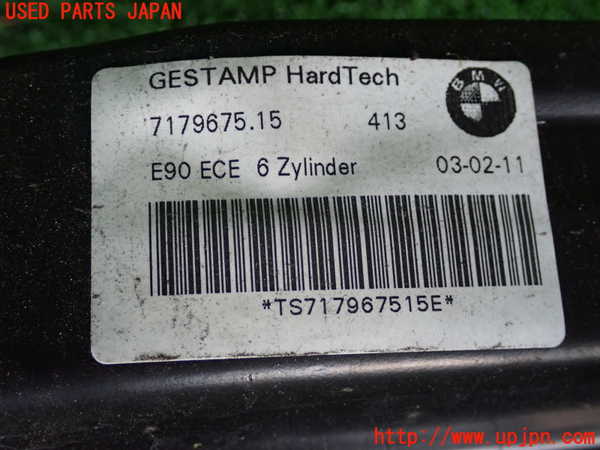 USED PARTS JAPAN
GESTAMP HardTech
BMW
7179675.15 413
E90 ECE 6 Zylinder 03-02-11
*TS717967515E*
http://www.upjpn.com/